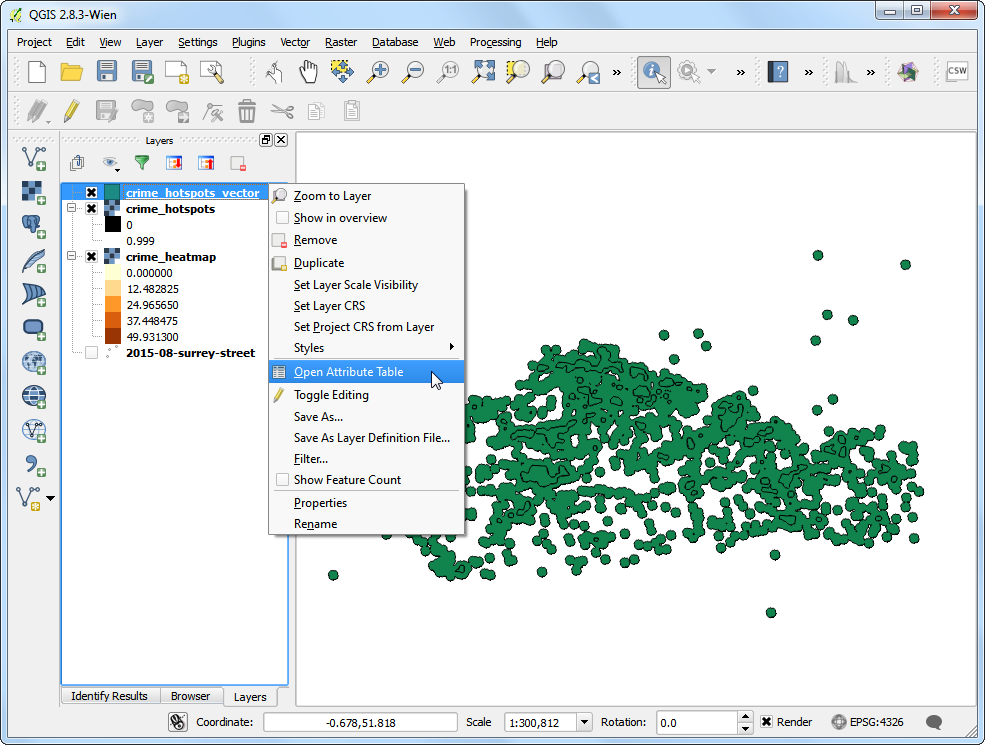 QGIS 2.8.3-Wien
Project Edit View Layer Settings Plugins Vector Raster Database Web Processing Help
1:1 » » » » CSW
Layers
crime_hotspots_vector
crime_hotspots
0
0.999
crime_heatmap
0.000000
12.482825
24.965650
37.448475
49.931300
2015-08-surrey-street
Zoom to Layer
Show in overview
Remove
Duplicate
Set Layer Scale Visibility
Set Layer CRS
Set Project CRS from Layer
Styles
Open Attribute Table
Toggle Editing
Save As...
Save As Layer Definition File...
Filter...
Show Feature Count
Properties
Rename
Identify Results Browser Layers
Coordinate: -0.678,51.818 Scale 1:300,812 Rotation: 0.0 Render EPSG:4326